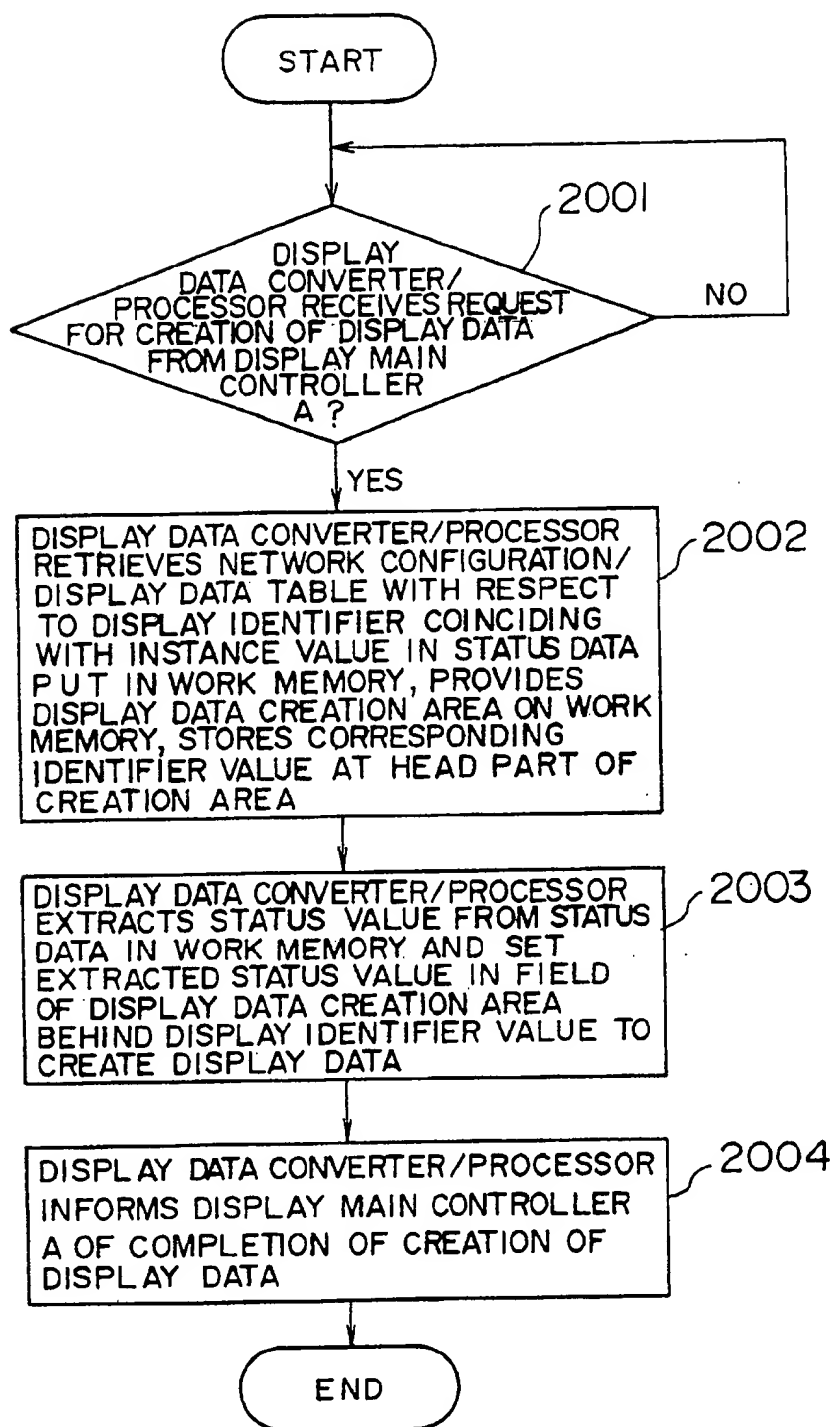 START
2001
DISPLAY
DATA CONVERTER/
PROCESSOR RECEIVES REQUEST
FOR CREATION OF DISPLAY DATA
FROM DISPLAY MAIN
CONTROLLER
A ?
NO
YES
2002
DISPLAY DATA CONVERTER/PROCESSOR
RETRIEVES NETWORK CONFIGURATION/
DISPLAY DATA TABLE WITH RESPECT
TO DISPLAY IDENTIFIER COINCIDING
WITH INSTANCE VALUE IN STATUS DATA
PUT IN WORK MEMORY, PROVIDES
DISPLAY DATA CREATION AREA ON WORK
MEMORY, STORES CORRESPONDING
IDENTIFIER VALUE AT HEAD PART OF
CREATION AREA
2003
DISPLAY DATA CONVERTER/PROCESSOR
EXTRACTS STATUS VALUE FROM STATUS
DATA IN WORK MEMORY AND SET
EXTRACTED STATUS VALUE IN FIELD
OF DISPLAY DATA CREATION AREA
BEHIND DISPLAY IDENTIFIER VALUE TO
CREATE DISPLAY DATA
2004
DISPLAY DATA CONVERTER/PROCESSOR
INFORMS DISPLAY MAIN CONTROLLER
A OF COMPLETION OF CREATION OF
DISPLAY DATA
END